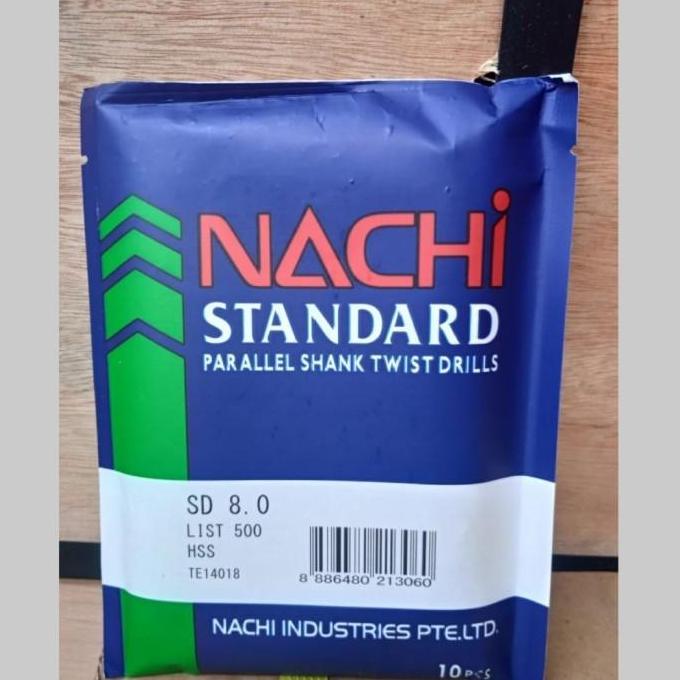 NACHi
STANDARD
PARALLEL SHANK TWIST DRILLS
SD 8.0
LIST 500
HSS
TE14018
8 886480 213060
NACHI INDUSTRIES PTE.LTD.
10 PCS